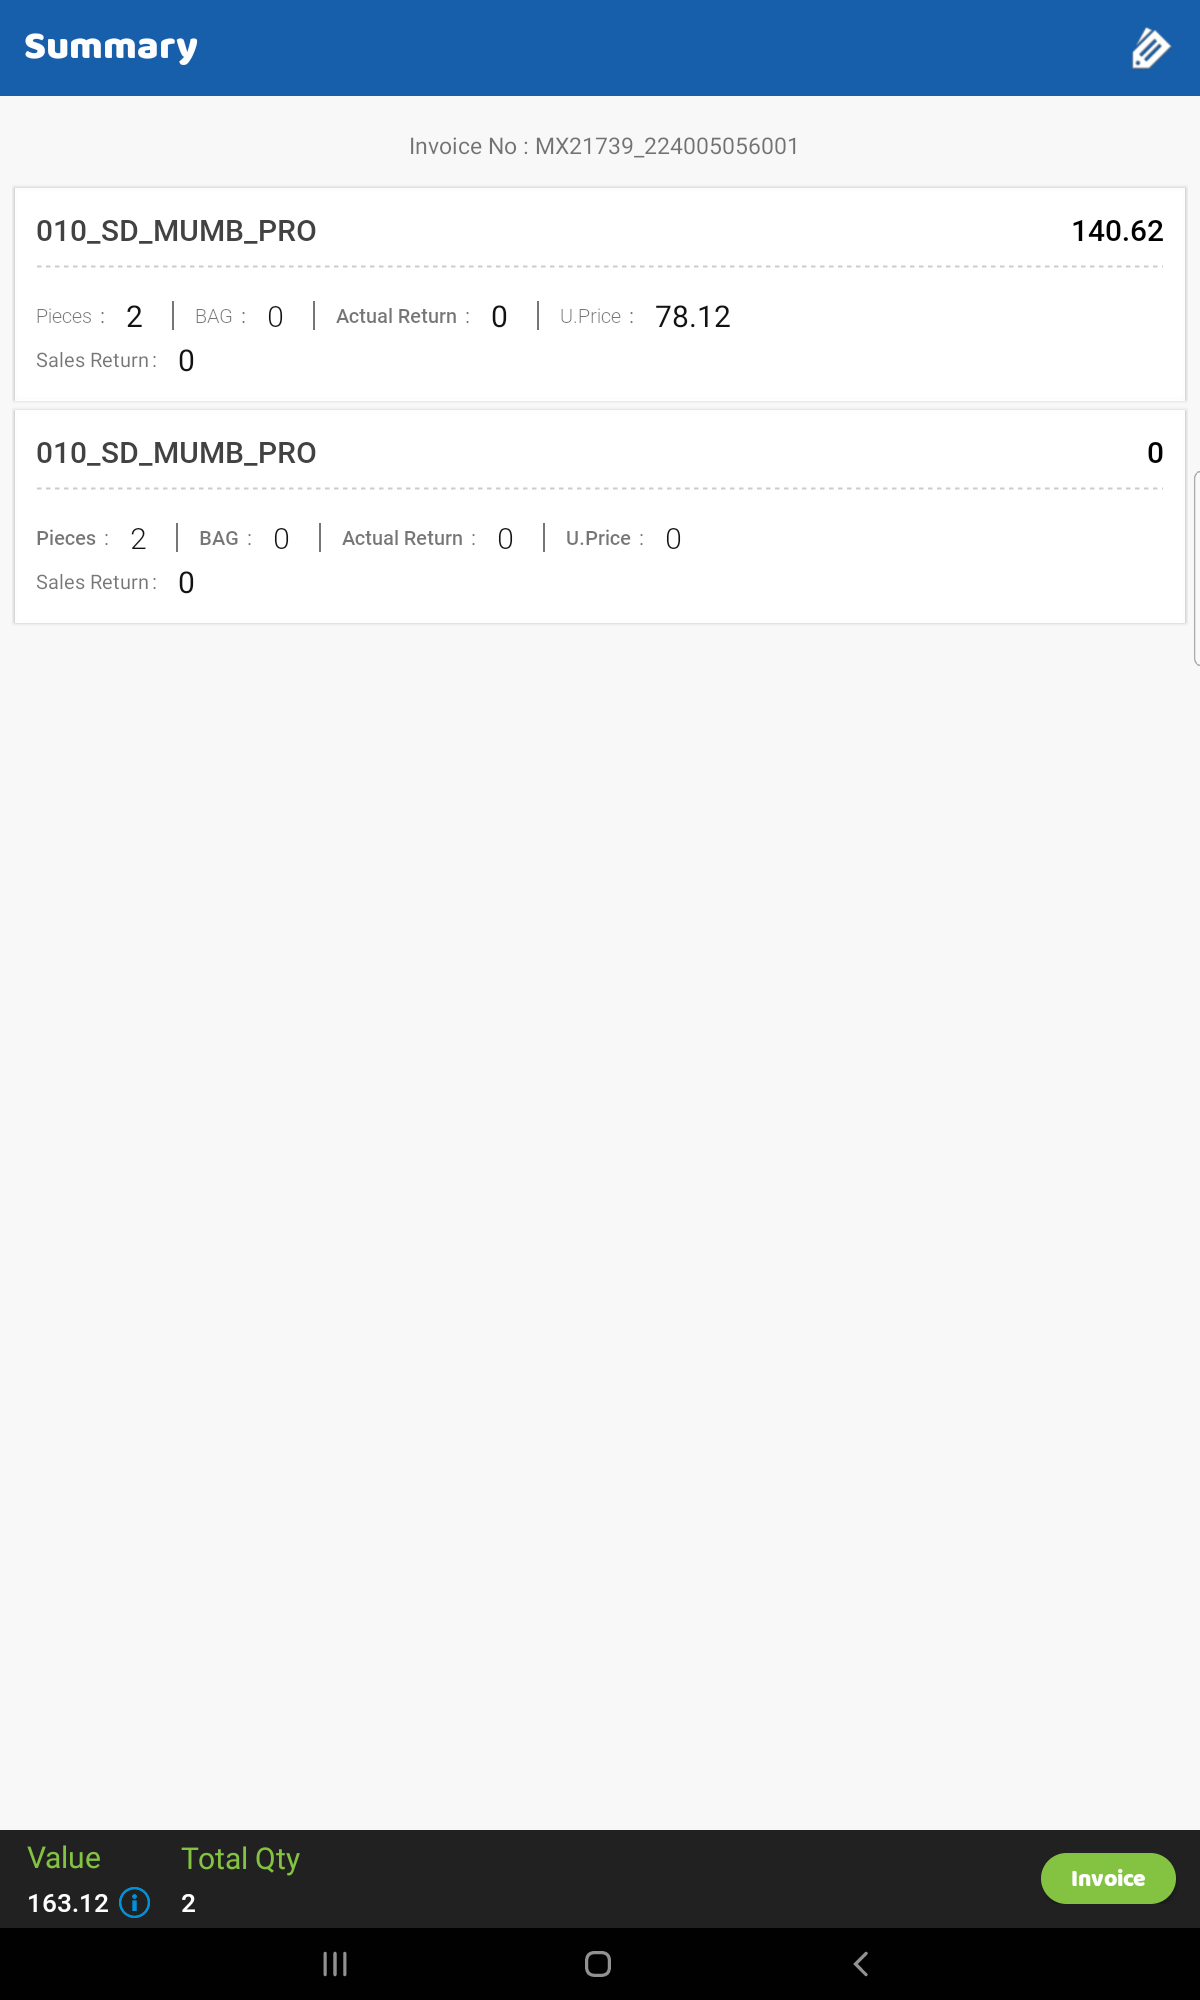 Summary
Invoice No : MX21739_224005056001
010_SD_MUMB_PRO 140.62
Pieces : 2 | BAG : 0 | Actual Return : 0 | U.Price : 78.12
Sales Return : 0
010_SD_MUMB_PRO 0
Pieces : 2 | BAG : 0 | Actual Return : 0 | U.Price : 0
Sales Return : 0
Value Total Qty
163.12 2
Invoice